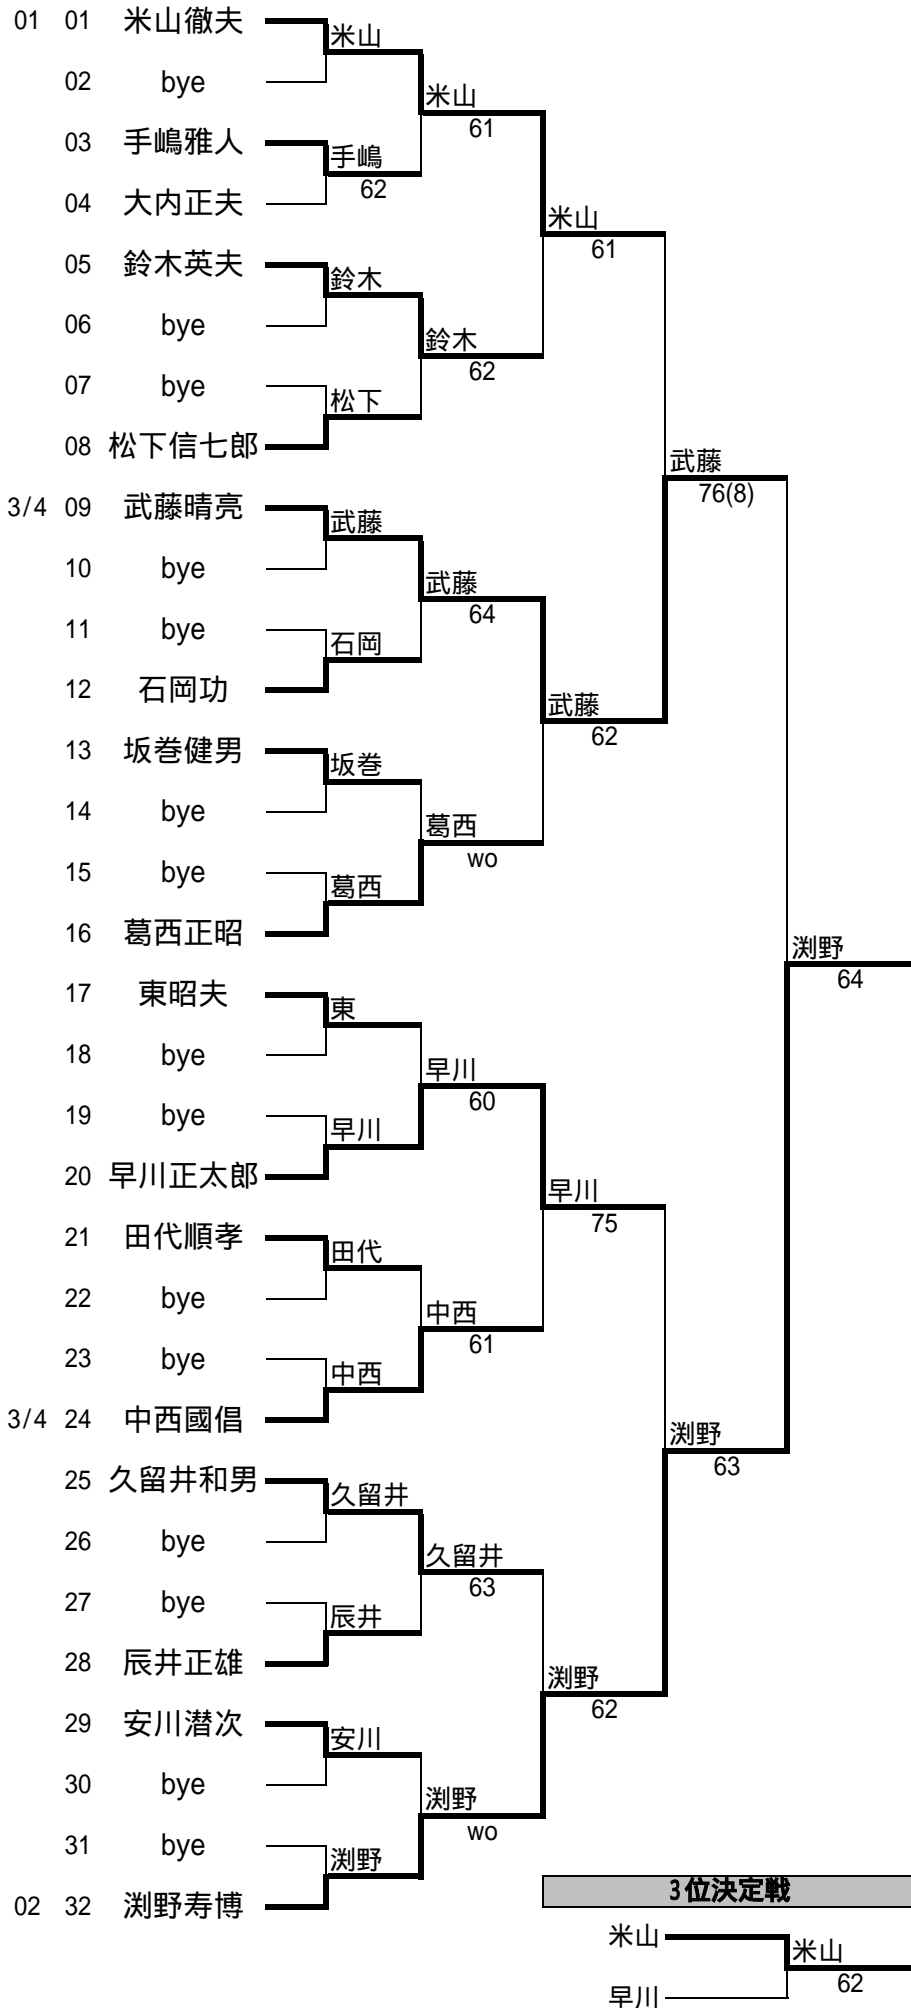 01 01 米山徹夫
米山
02 bye
米山
61
03 手嶋雅人
手嶋
62
04 大内正夫
米山
61
05 鈴木英夫
鈴木
06 bye
鈴木
62
07 bye
松下
08 松下信七郎
武藤
76(8)
3/4 09 武藤晴亮
武藤
10 bye
武藤
64
11 bye
石岡
12 石岡功
武藤
62
13 坂巻健男
坂巻
14 bye
葛西
wo
15 bye
葛西
16 葛西正昭
渕野
64
17 東昭夫
東
18 bye
早川
60
19 bye
早川
20 早川正太郎
早川
75
21 田代順孝
田代
22 bye
中西
61
23 bye
中西
3/4 24 中西國倡
渕野
63
25 久留井和男
久留井
26 bye
久留井
63
27 bye
辰井
28 辰井正雄
渕野
62
29 安川潜次
安川
30 bye
渕野
wo
31 bye
渕野
02 32 渕野寿博
3位決定戦
米山
米山
62
早川